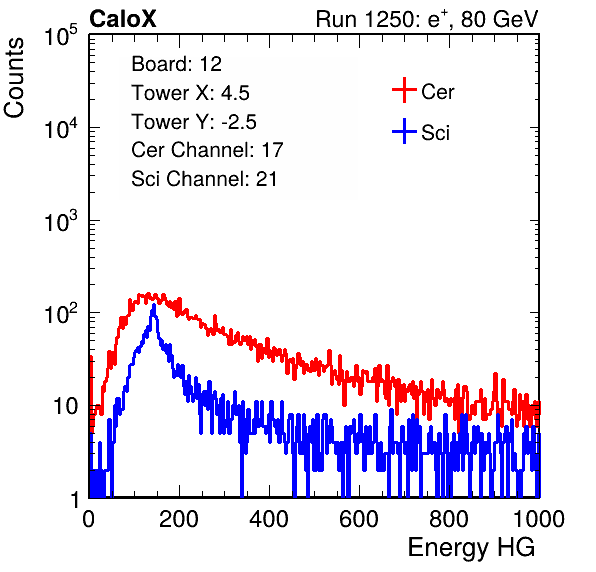 CaloX Run 1250: e⁺, 80 GeV
Counts
10⁵
10⁴
10³
10²
10
1
Board: 12
Tower X: 4.5
Tower Y: -2.5
Cer Channel: 17
Sci Channel: 21
Cer
Sci
0 200 400 600 800 1000
Energy HG